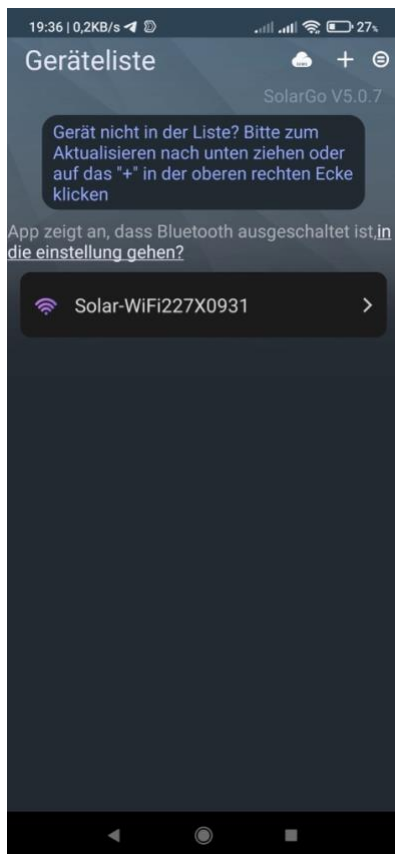 19:36 | 0,2KB/s 27%
Geräteliste
SolarGo V5.0.7
Gerät nicht in der Liste? Bitte zum
Aktualisieren nach unten ziehen oder
auf das "+" in der oberen rechten Ecke
klicken
App zeigt an, dass Bluetooth ausgeschaltet ist,in
die einstellung gehen?
Solar-WiFi227X0931